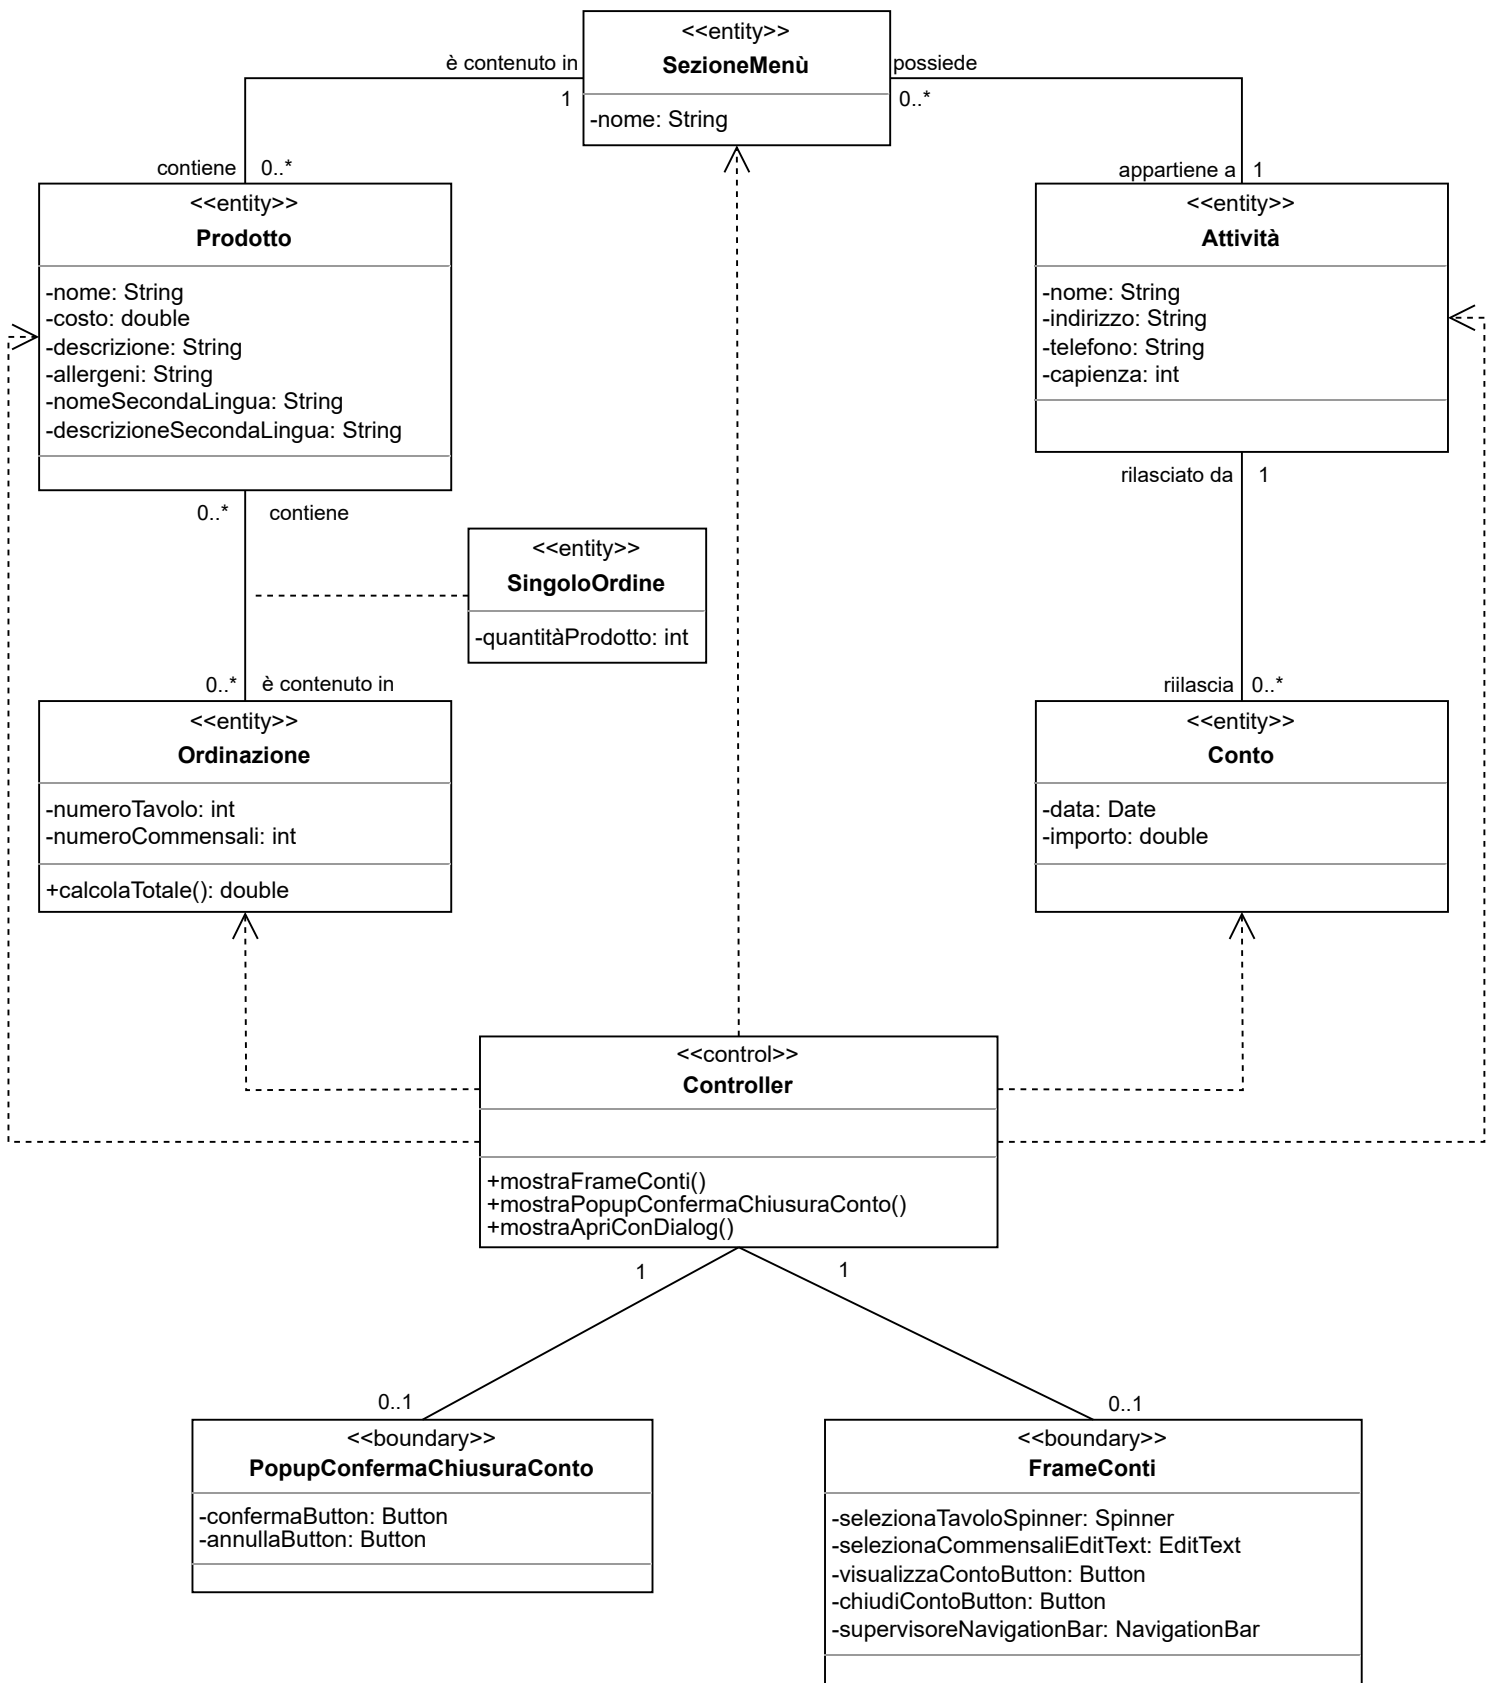 <<entity>>
SezioneMenù
-nome: String
è contenuto in
1
possiede
0..*
contiene
0..*
appartiene a
1
<<entity>>
Prodotto
-nome: String
-costo: double
-descrizione: String
-allergeni: String
-nomeSecondaLingua: String
-descrizioneSecondaLingua: String
<<entity>>
Attività
-nome: String
-indirizzo: String
-telefono: String
-capienza: int
rilasciato da
1
0..*
contiene
<<entity>>
SingoloOrdine
-quantitàProdotto: int
0..*
è contenuto in
riilascia
0..*
<<entity>>
Ordinazione
-numeroTavolo: int
-numeroCommensali: int
+calcolaTotale(): double
<<entity>>
Conto
-data: Date
-importo: double
<<control>>
Controller
+mostraFrameConti()
+mostraPopupConfermaChiusuraConto()
+mostraApriConDialog()
1
1
0..1
0..1
<<boundary>>
PopupConfermaChiusuraConto
-confermaButton: Button
-annullaButton: Button
<<boundary>>
FrameConti
-selezionaTavoloSpinner: Spinner
-selezionaCommensaliEditText: EditText
-visualizzaContoButton: Button
-chiudiContoButton: Button
-supervisoreNavigationBar: NavigationBar